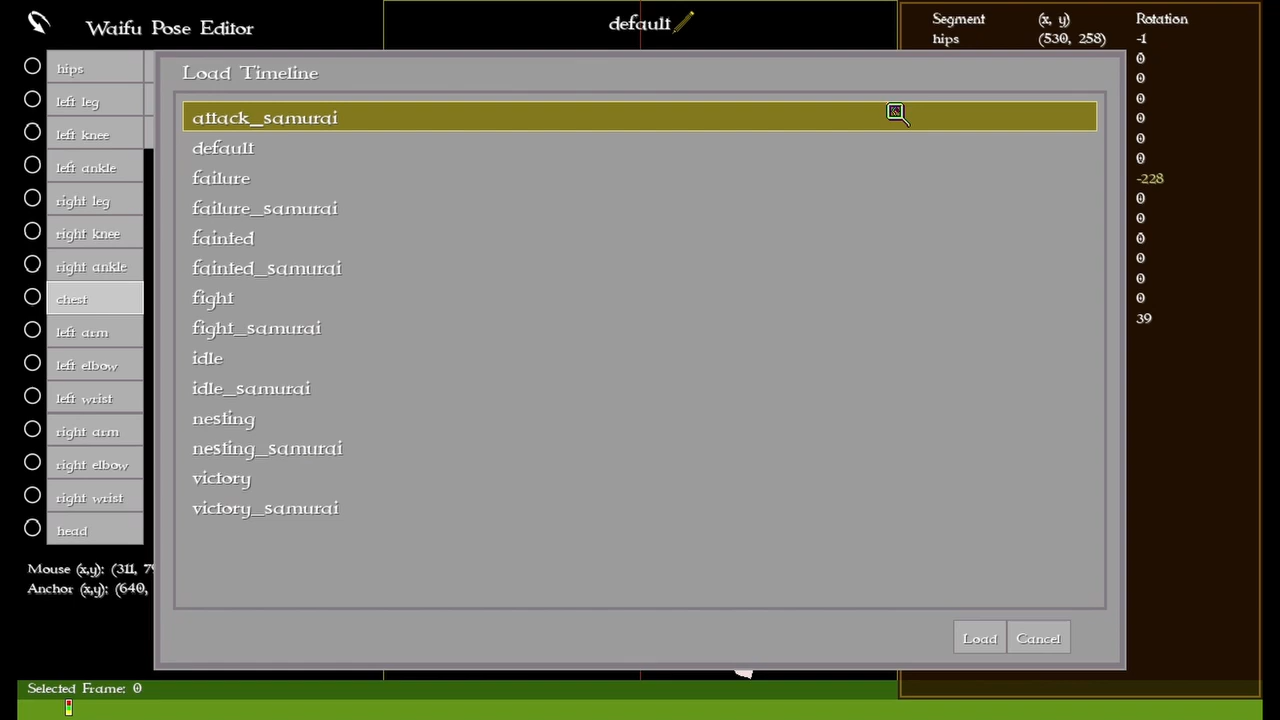 Waifu Pose Editor
default
Segment (x, y) Rotation
hips (530, 258) -1
0
0
0
0
0
0
-228
0
0
0
0
0
0
39
hips
left leg
left knee
left ankle
right leg
right knee
right ankle
chest
left arm
left elbow
left wrist
right arm
right elbow
right wrist
head
Mouse (x,y): (311, 79
Anchor (x,y): (640,
Load Timeline
attack_samurai
default
failure
failure_samurai
fainted
fainted_samurai
fight
fight_samurai
idle
idle_samurai
nesting
nesting_samurai
victory
victory_samurai
Load Cancel
Selected Frame: 0